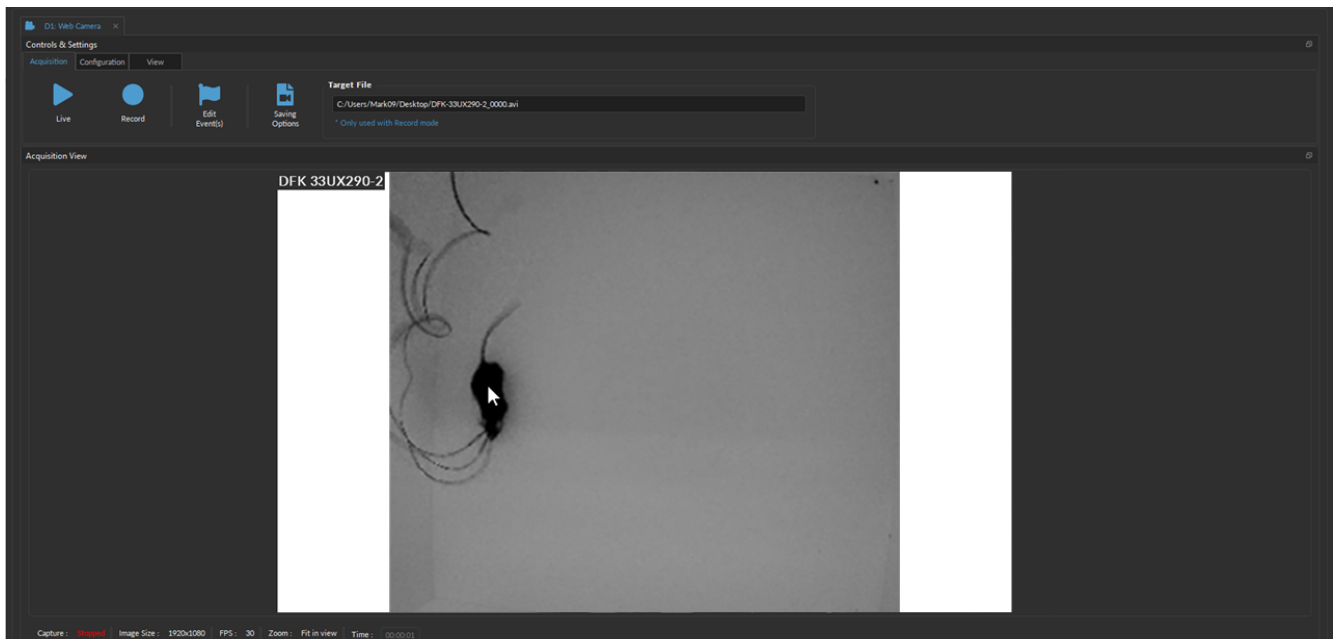 D1: Web Camera
Controls & Settings
Acquisition Configuration View
Live
Record
Edit
Event(s)
Saving
Options
Target File
C:/Users/Mark09/Desktop/DFK-33UX290-2_0000.avi
* Only used with Record mode
Acquisition View
DFK 33UX290-2
Capture : Stopped Image Size : 1920x1080 FPS : 30 Zoom : Fit in view Time : 00:00:01